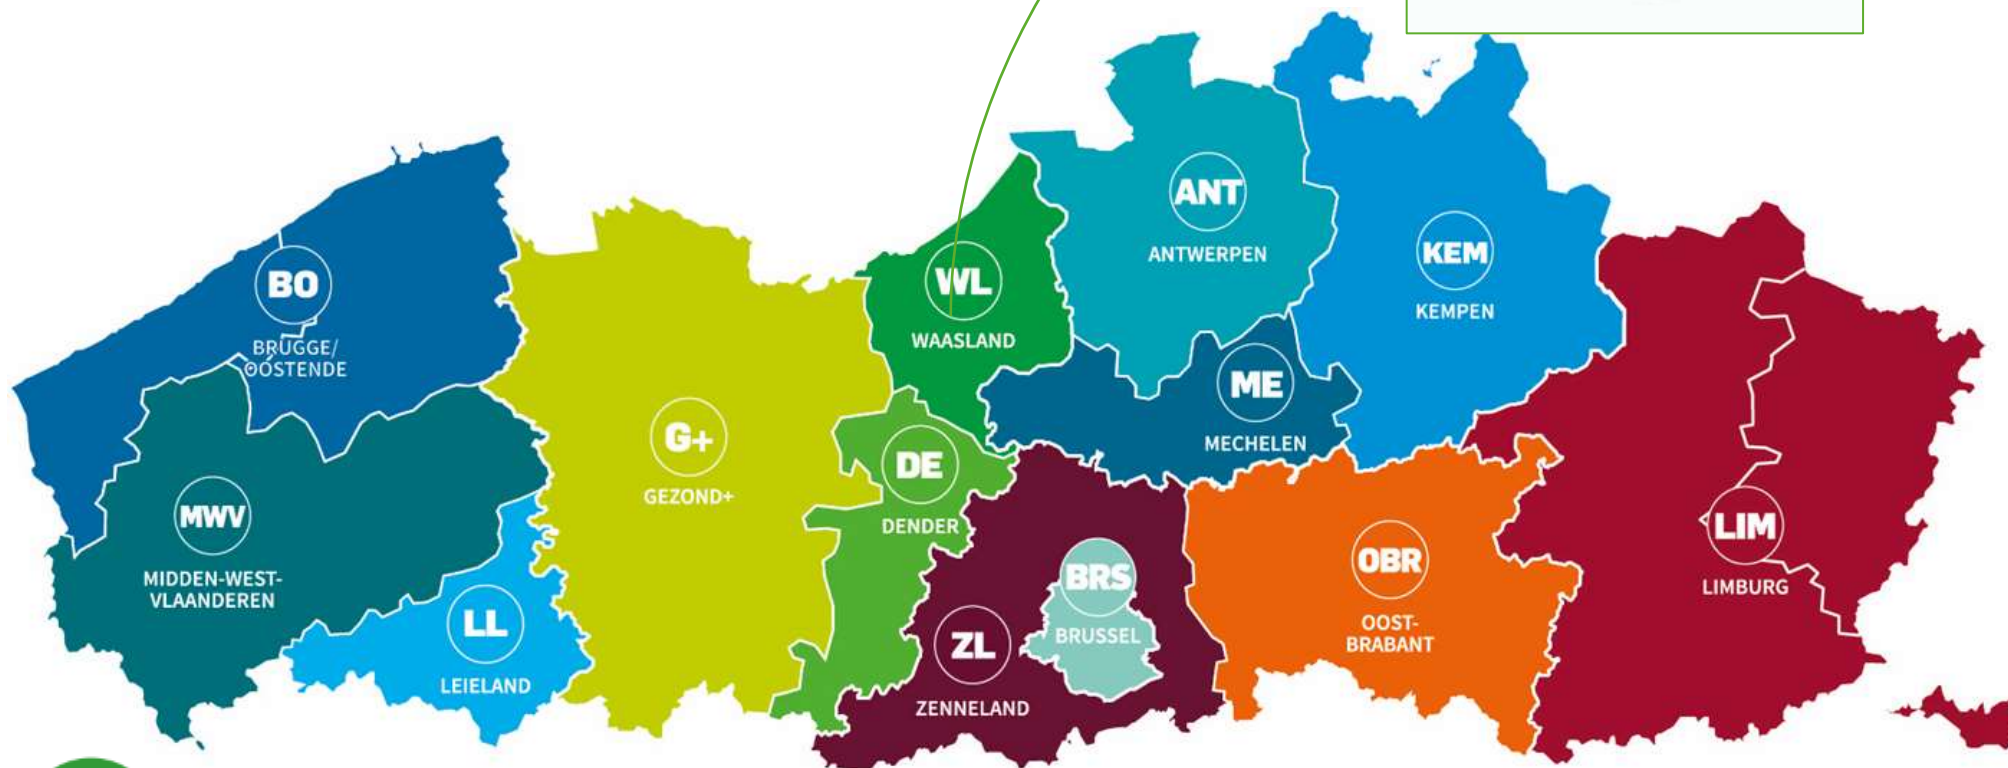 BO
BRUGGE/
OOSTENDE
MWV
MIDDEN-WEST-
VLAANDEREN
LL
LEIELAND
G+
GEZOND+
WL
WAASLAND
DE
DENDER
ANT
ANTWERPEN
KEM
KEMPEN
ME
MECHELEN
ZL
ZENNELAND
BRS
BRUSSEL
OBR
OOST-
BRABANT
LIM
LIMBURG